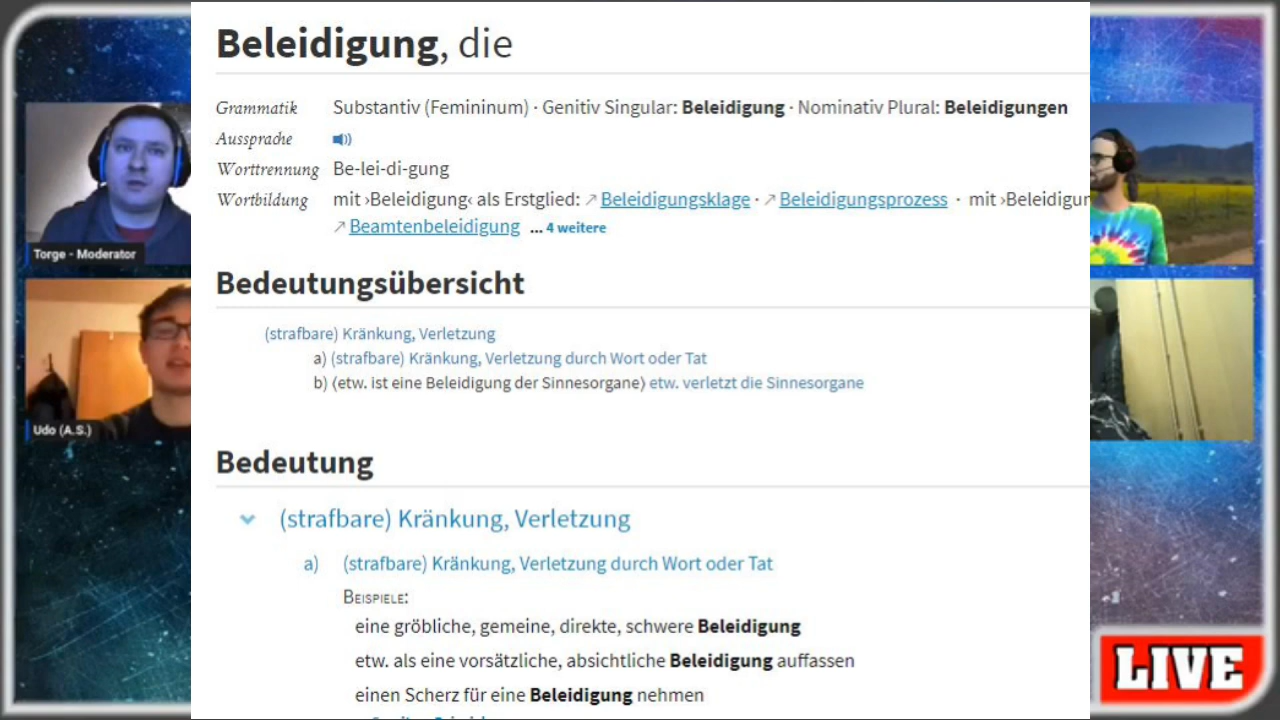 Beleidigung, die
Grammatik Substantiv (Femininum) · Genitiv Singular: Beleidigung · Nominativ Plural: Beleidigungen
Aussprache
Worttrennung Be-lei-di-gung
Wortbildung mit ›Beleidigung‹ als Erstglied: ↗ Beleidigungsklage · ↗ Beleidigungsprozess · mit ›Beleidigun
↗ Beamtenbeleidigung ... 4 weitere
Bedeutungsübersicht
(strafbare) Kränkung, Verletzung
a) (strafbare) Kränkung, Verletzung durch Wort oder Tat
b) (etw. ist eine Beleidigung der Sinnesorgane) etw. verletzt die Sinnesorgane
Bedeutung
(strafbare) Kränkung, Verletzung
a) (strafbare) Kränkung, Verletzung durch Wort oder Tat
Beispiele:
eine gröbliche, gemeine, direkte, schwere Beleidigung
etw. als eine vorsätzliche, absichtliche Beleidigung auffassen
einen Scherz für eine Beleidigung nehmen
Torge - Moderator
Udo (A.S.)
LIVE